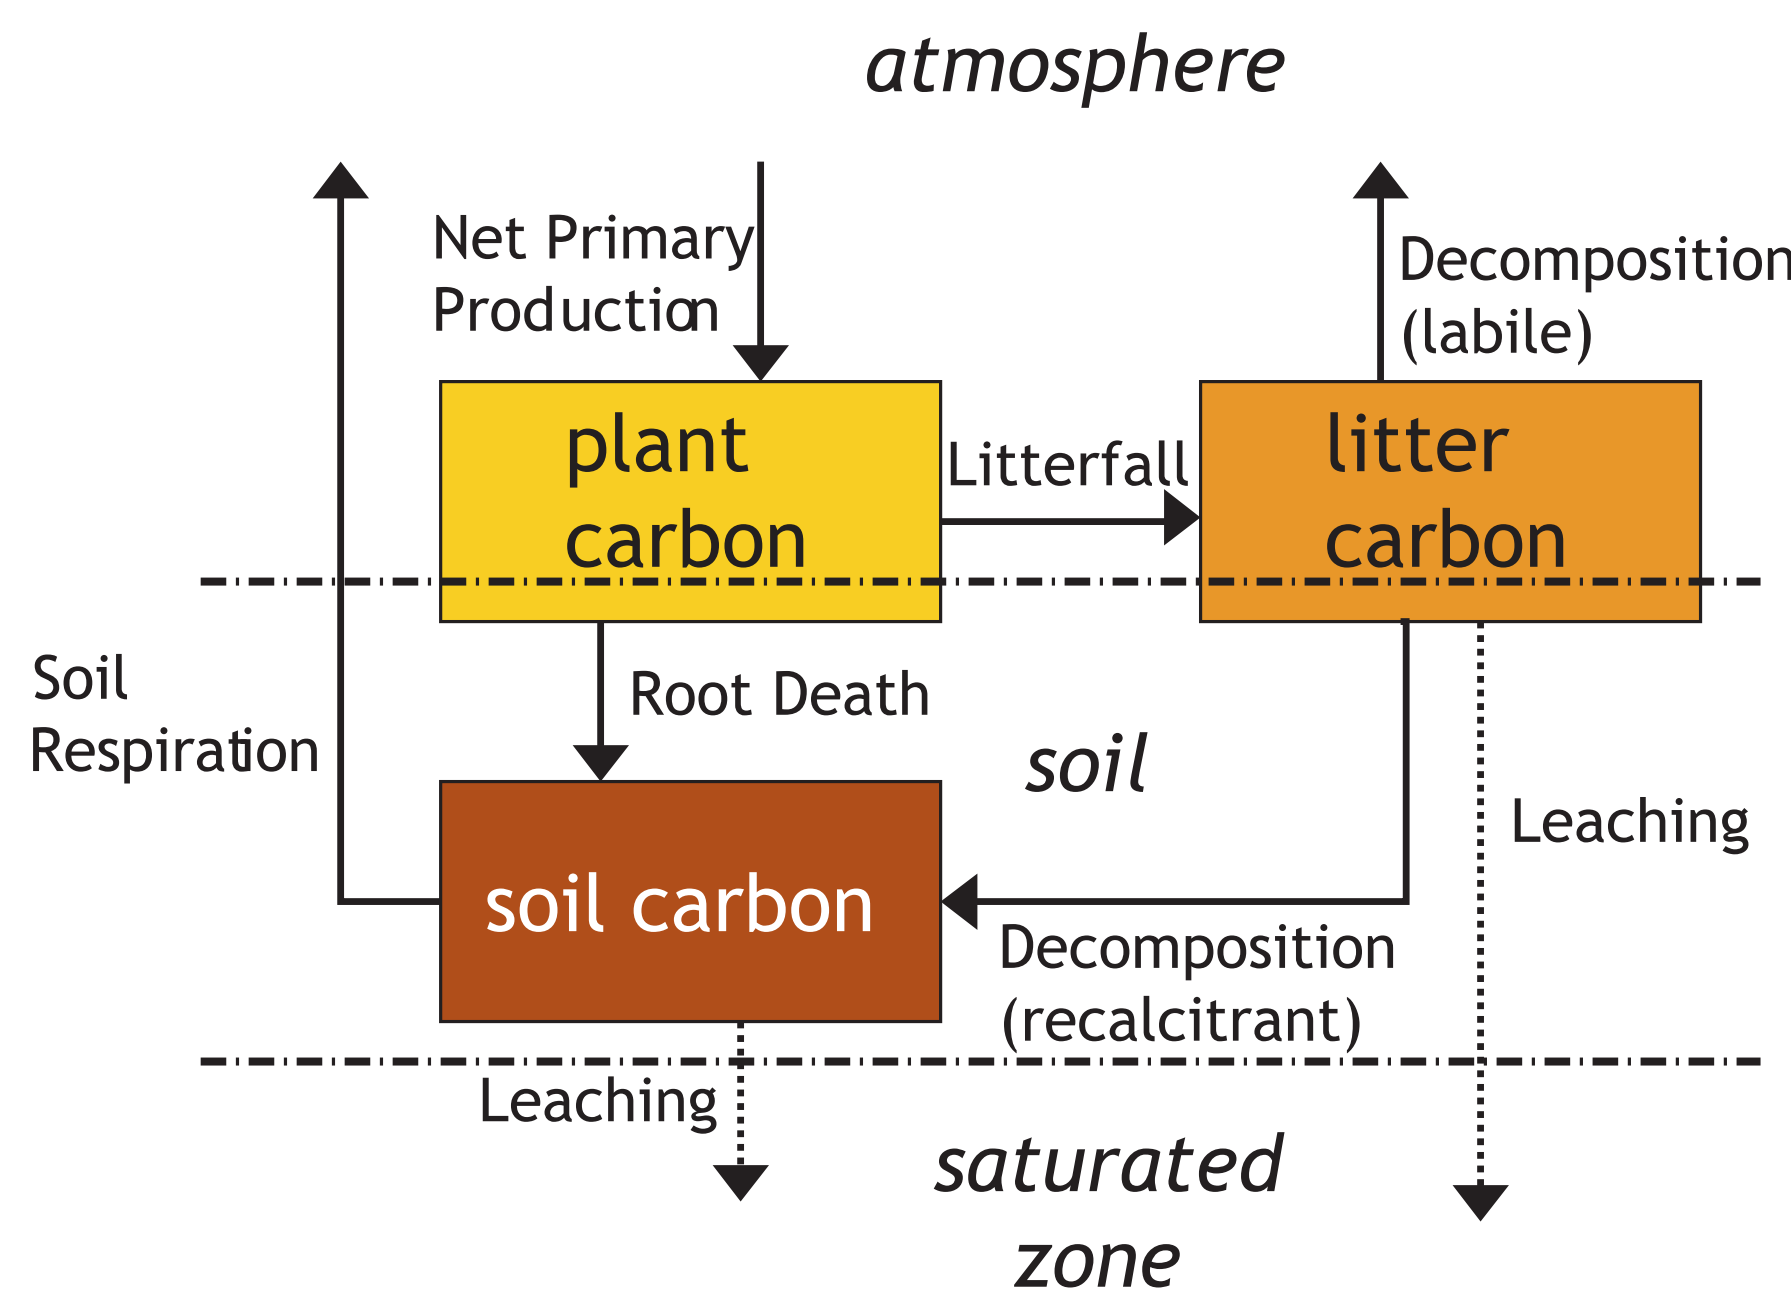 atmosphere
Net Primary
Production
Decomposition
(labile)
plant
carbon
Litterfall
litter
carbon
Soil
Respiration
Root Death
soil
Leaching
soil carbon
Decomposition
(recalcitrant)
Leaching
saturated
zone